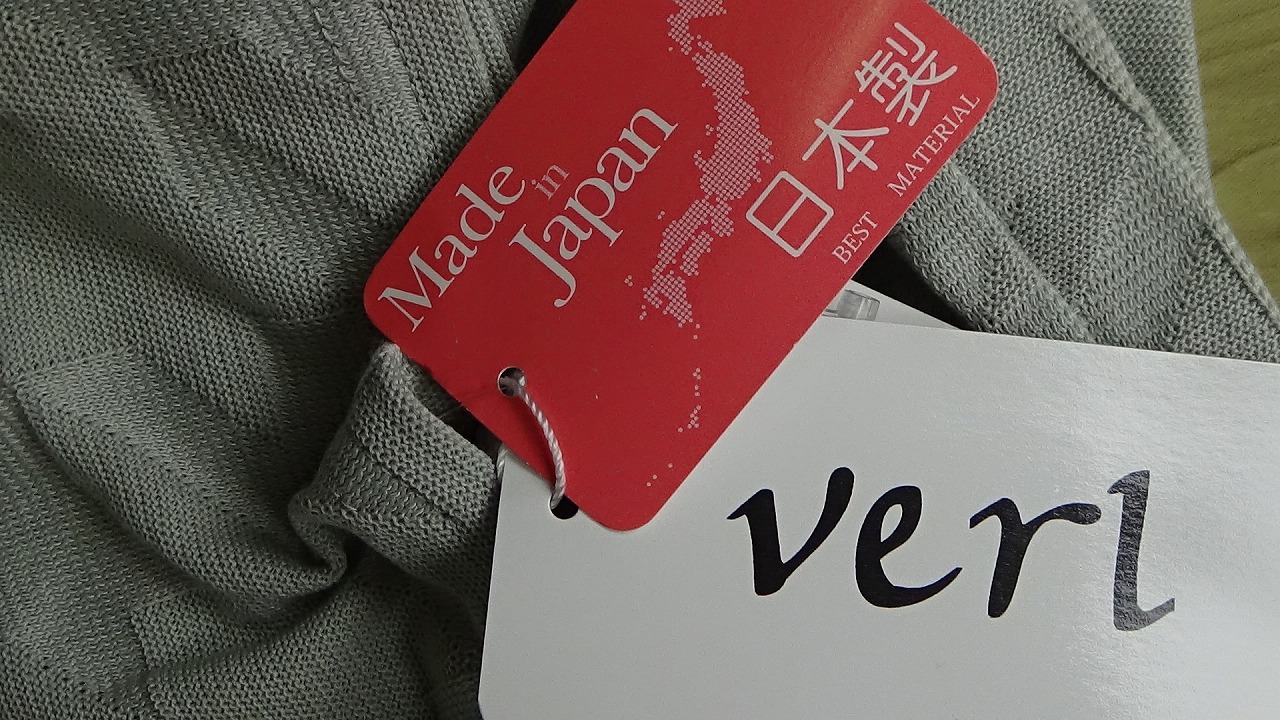 Made
in
Japan
日本製
BEST MATERIAL
verl